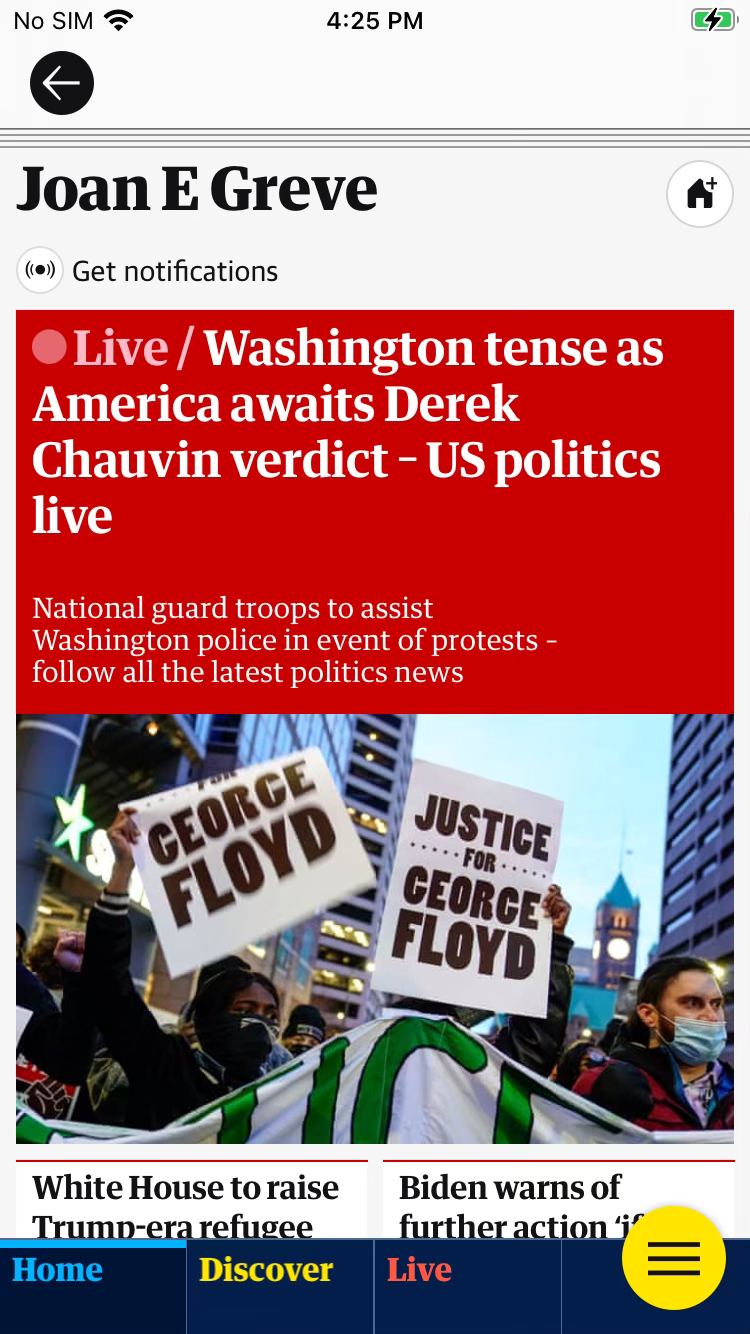 No SIM 4:25 PM
Joan E Greve
Get notifications
Live / Washington tense as
America awaits Derek
Chauvin verdict – US politics
live
National guard troops to assist
Washington police in event of protests –
follow all the latest politics news
FOR
GEORGE
FLOYD
JUSTICE
FOR
GEORGE
FLOYD
White House to raise
Trump-era refugee
Biden warns of
further action ‘if
Home Discover Live